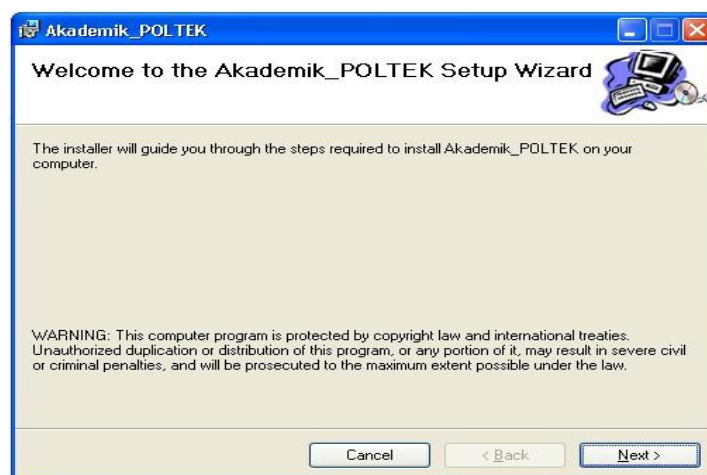 Akademik_POLTEK
Welcome to the Akademik_POLTEK Setup Wizard
The installer will guide you through the steps required to install Akademik_POLTEK on your
computer.
WARNING: This computer program is protected by copyright law and international treaties.
Unauthorized duplication or distribution of this program, or any portion of it, may result in severe civil
or criminal penalties, and will be prosecuted to the maximum extent possible under the law.
Cancel < Back Next >